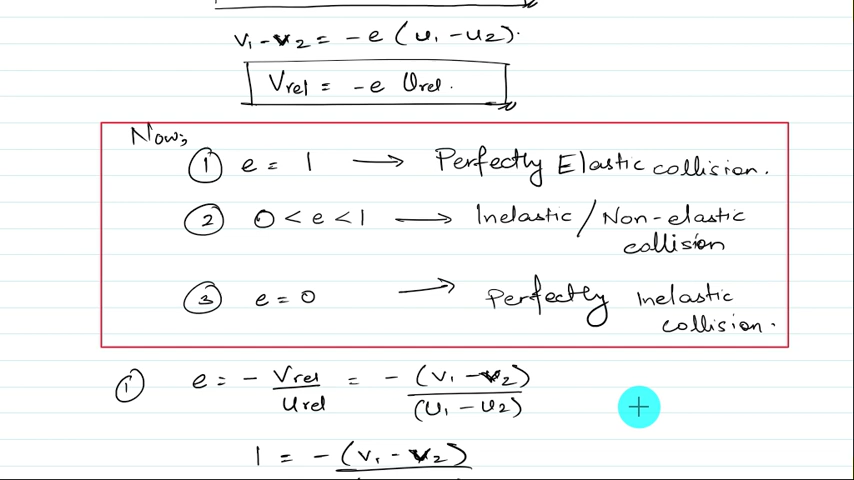 v₁ - v₂ = -e (u₁ - u₂).
Vrel = -e Urel.
Now,
① e = 1 → Perfectly Elastic collision.
② 0 < e < 1 → Inelastic / Non-elastic
collision
③ e = 0 → Perfectly Inelastic
collision.
① e = - Vrel / Urel = - (v₁ - v₂) / (u₁ - u₂)
1 = - (v₁ - v₂)